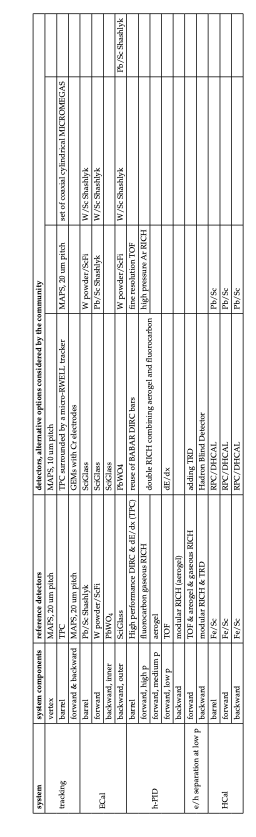 system system components reference detectors detectors, alternative options considered by the community
tracking
vertex MAPS, 20 um pitch MAPS, 10 um pitch
barrel TPC TPC surrounded by a micro-RWELL tracker MAPS, 20 um pitch set of coaxial cylindrical MICROMEGAS
forward & backward MAPS, 20 um pitch GEMs with Cr electrodes
ECal
barrel Pb/Sc Shashlyk SciGlass W powder/ScFi W/Sc Shashlyk
forward W powder/ScFi SciGlass Pb/Sc Shashlyk W/Sc Shashlyk
backward, inner PbWO₄ SciGlass
backward, outer SciGlass PbWO4 W powder/ScFi W/Sc Shashlyk Pb/Sc Shashlyk
h-PID
barrel High performance DIRC & dE/dx (TPC) reuse of BABAR DIRC bars fine resolution TOF
forward, high p fluorocarbon gaseous RICH double RICH combining aerogel and fluorocarbon high pressure Ar RICH
forward, medium p aerogel
forward, low p TOF dE/dx
backward modular RICH (aerogel)
e/h separation at low p
forward TOF & areogel & gaseous RICH adding TRD
backward modular RICH & TRD Hadron Blind Detector
HCal
barrel Fe/Sc RPC/DHCAL Pb/Sc
forward Fe/Sc RPC/DHCAL Pb/Sc
backward Fe/Sc RPC/DHCAL Pb/Sc